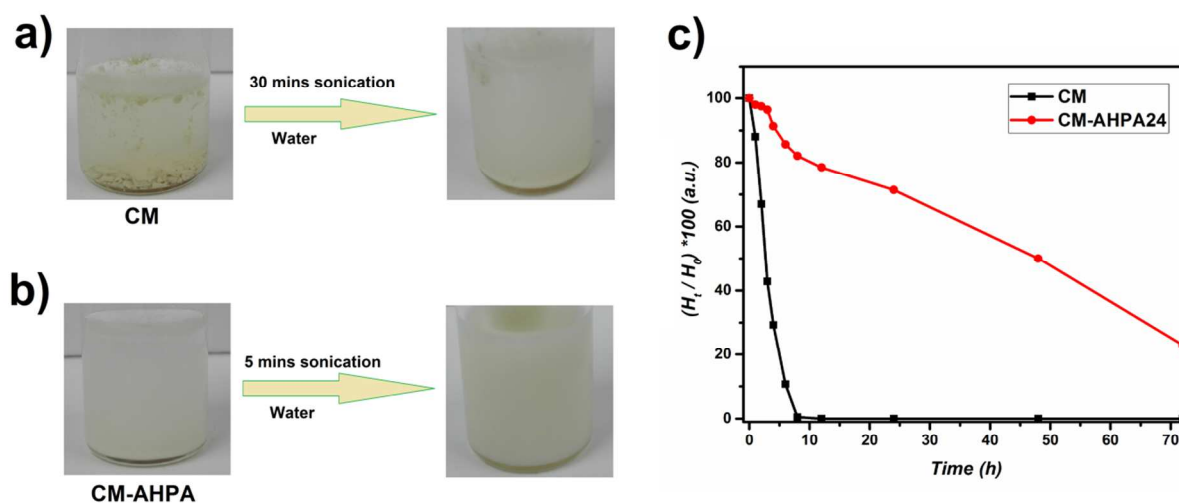 a)
30 mins sonication
Water
CM
b)
5 mins sonication
Water
CM-AHPA
c)
CM
CM-AHPA24
100
80
60
40
20
0
(Hₜ / H₀) *100 (a.u.)
0 10 20 30 40 50 60 70
Time (h)